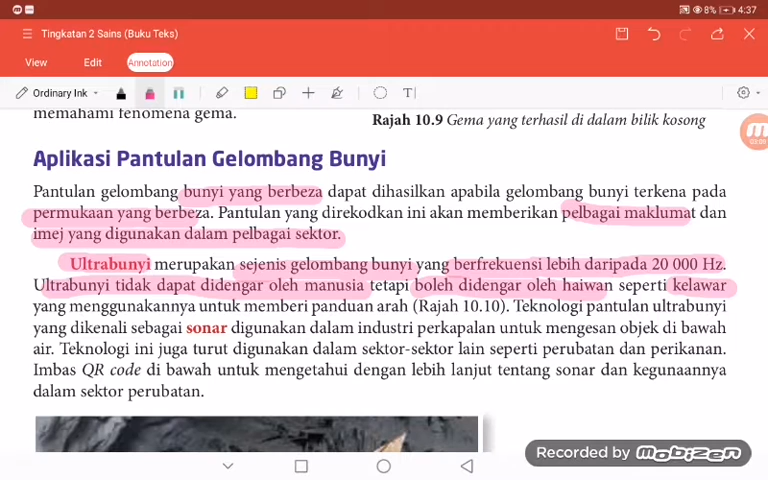 8% 4:37
Tingkatan 2 Sains (Buku Teks)
View Edit Annotation
Ordinary Ink T
memahami fenomena gema.
Rajah 10.9 Gema yang terhasil di dalam bilik kosong
Aplikasi Pantulan Gelombang Bunyi
Pantulan gelombang bunyi yang berbeza dapat dihasilkan apabila gelombang bunyi terkena pada
permukaan yang berbeza. Pantulan yang direkodkan ini akan memberikan pelbagai maklumat dan
imej yang digunakan dalam pelbagai sektor.
Ultrabunyi merupakan sejenis gelombang bunyi yang berfrekuensi lebih daripada 20 000 Hz.
Ultrabunyi tidak dapat didengar oleh manusia tetapi boleh didengar oleh haiwan seperti kelawar
yang menggunakannya untuk memberi panduan arah (Rajah 10.10). Teknologi pantulan ultrabunyi
yang dikenali sebagai sonar digunakan dalam industri perkapalan untuk mengesan objek di bawah
air. Teknologi ini juga turut digunakan dalam sektor-sektor lain seperti perubatan dan perikanan.
Imbas QR code di bawah untuk mengetahui dengan lebih lanjut tentang sonar dan kegunaannya
dalam sektor perubatan.
Recorded by mobizen